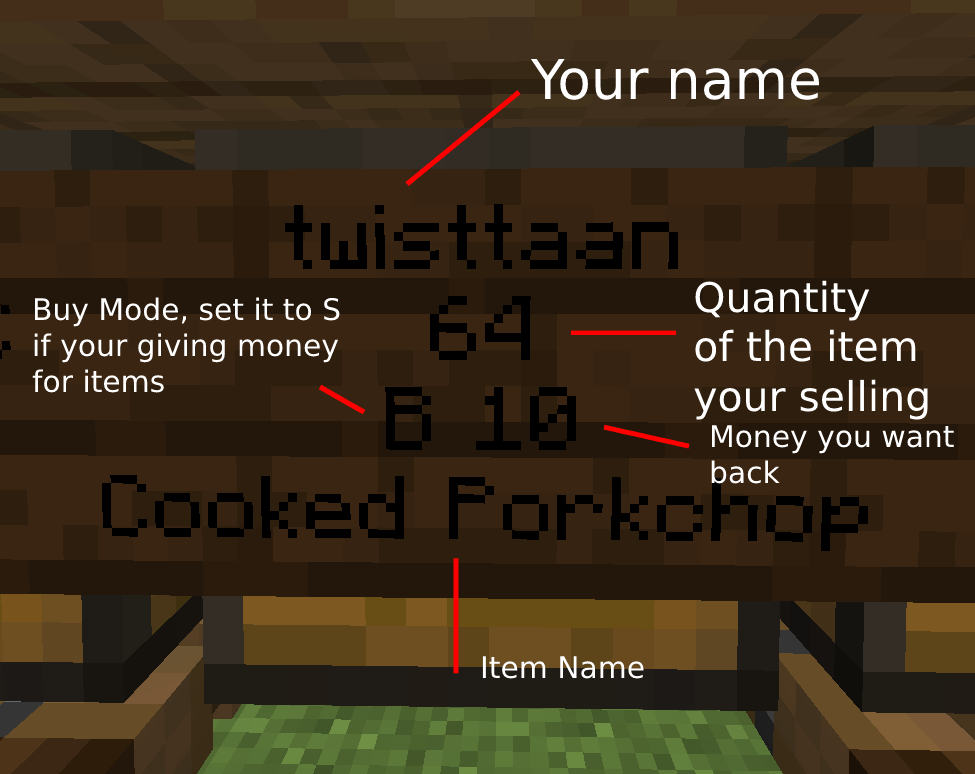 Your name
twisttaan
64
B 10
Cooked Porkchop
Buy Mode, set it to S
if your giving money
for items
Quantity
of the item
your selling
Money you want
back
Item Name